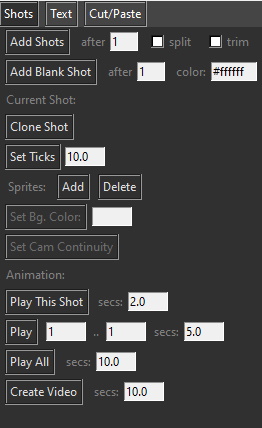 Shots Text Cut/Paste
Add Shots after 1 split trim
Add Blank Shot after 1 color: #ffffff
Current Shot:
Clone Shot
Set Ticks 10.0
Sprites: Add Delete
Set Bg. Color:
Set Cam Continuity
Animation:
Play This Shot secs: 2.0
Play 1 .. 1 secs: 5.0
Play All secs: 10.0
Create Video secs: 10.0